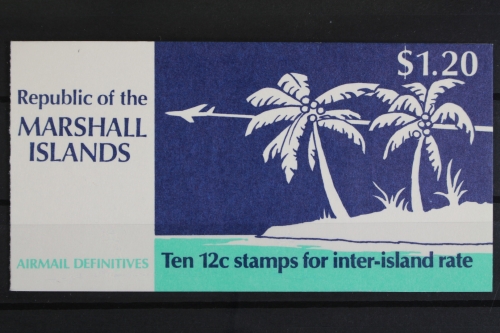 $1.20
Republic of the
MARSHALL
ISLANDS
AIRMAIL DEFINITIVES
Ten 12c stamps for inter-island rate